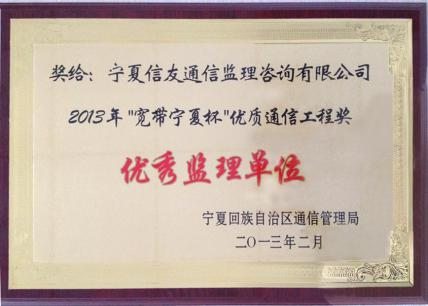 奖给：宁夏信友通信监理咨询有限公司
2013年"宽带宁夏杯"优质通信工程奖
优秀监理单位
宁夏回族自治区通信管理局
二〇一三年二月